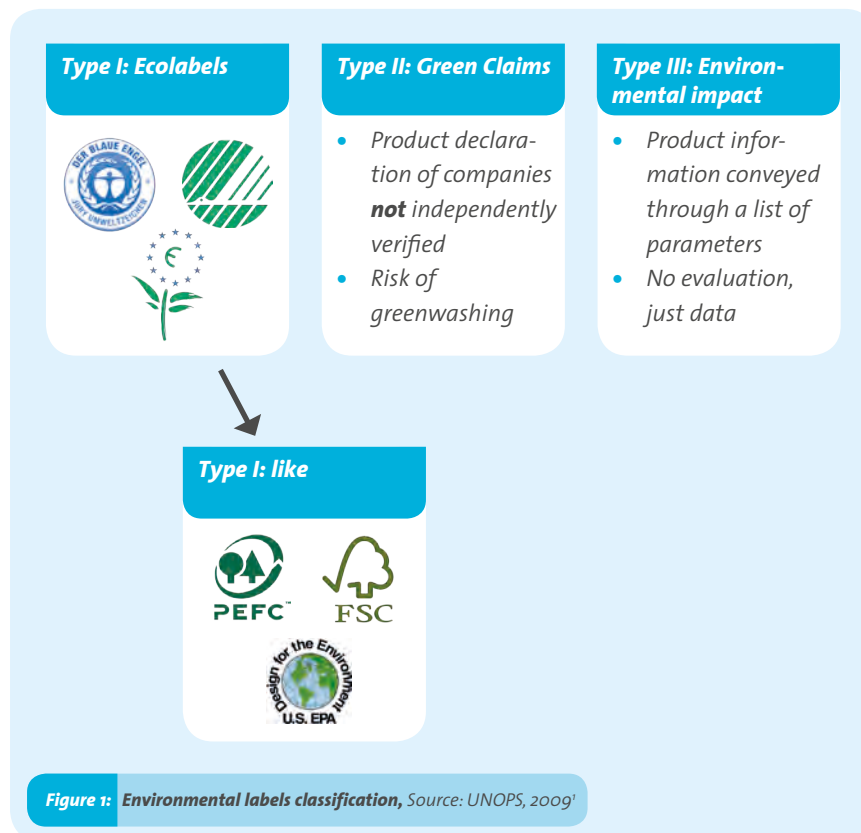 Type I: Ecolabels
DER BLAUE ENGEL
JURY UMWELTZEICHEN
Type II: Green Claims
• Product declara-
tion of companies
not independently
verified
• Risk of
greenwashing
Type III: Environ-
mental impact
• Product infor-
mation conveyed
through a list of
parameters
• No evaluation,
just data
Type I: like
PEFC™
FSC
Design for the Environment
U.S. EPA
Figure 1: Environmental labels classification, Source: UNOPS, 2009¹